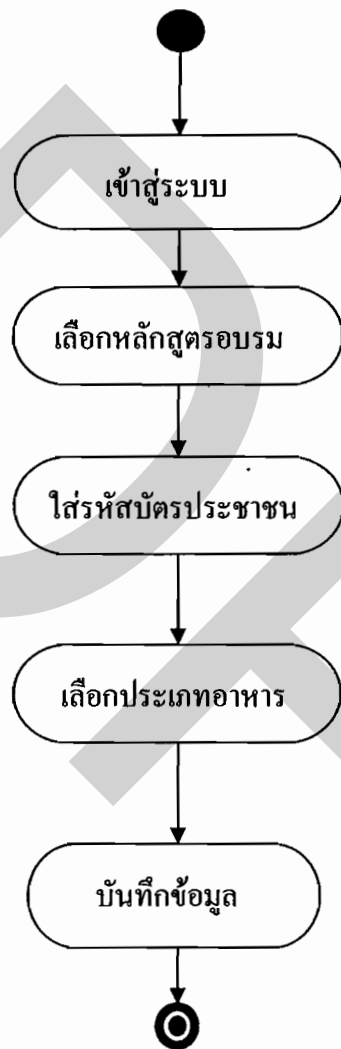 เข้าสู่ระบบ
เลือกหลักสูตรอบรม
ใส่รหัสบัตรประชาชน
เลือกประเภทอาหาร
บันทึกข้อมูล